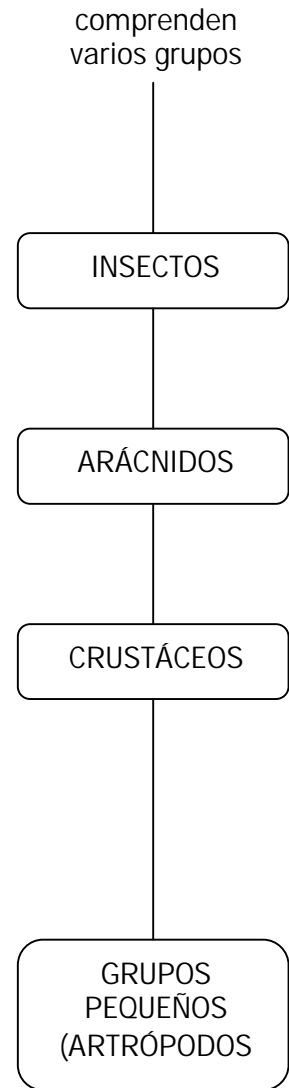 comprenden
varios grupos
INSECTOS
ARÁCNIDOS
CRUSTÁCEOS
GRUPOS
PEQUEÑOS
(ARTRÓPODOS